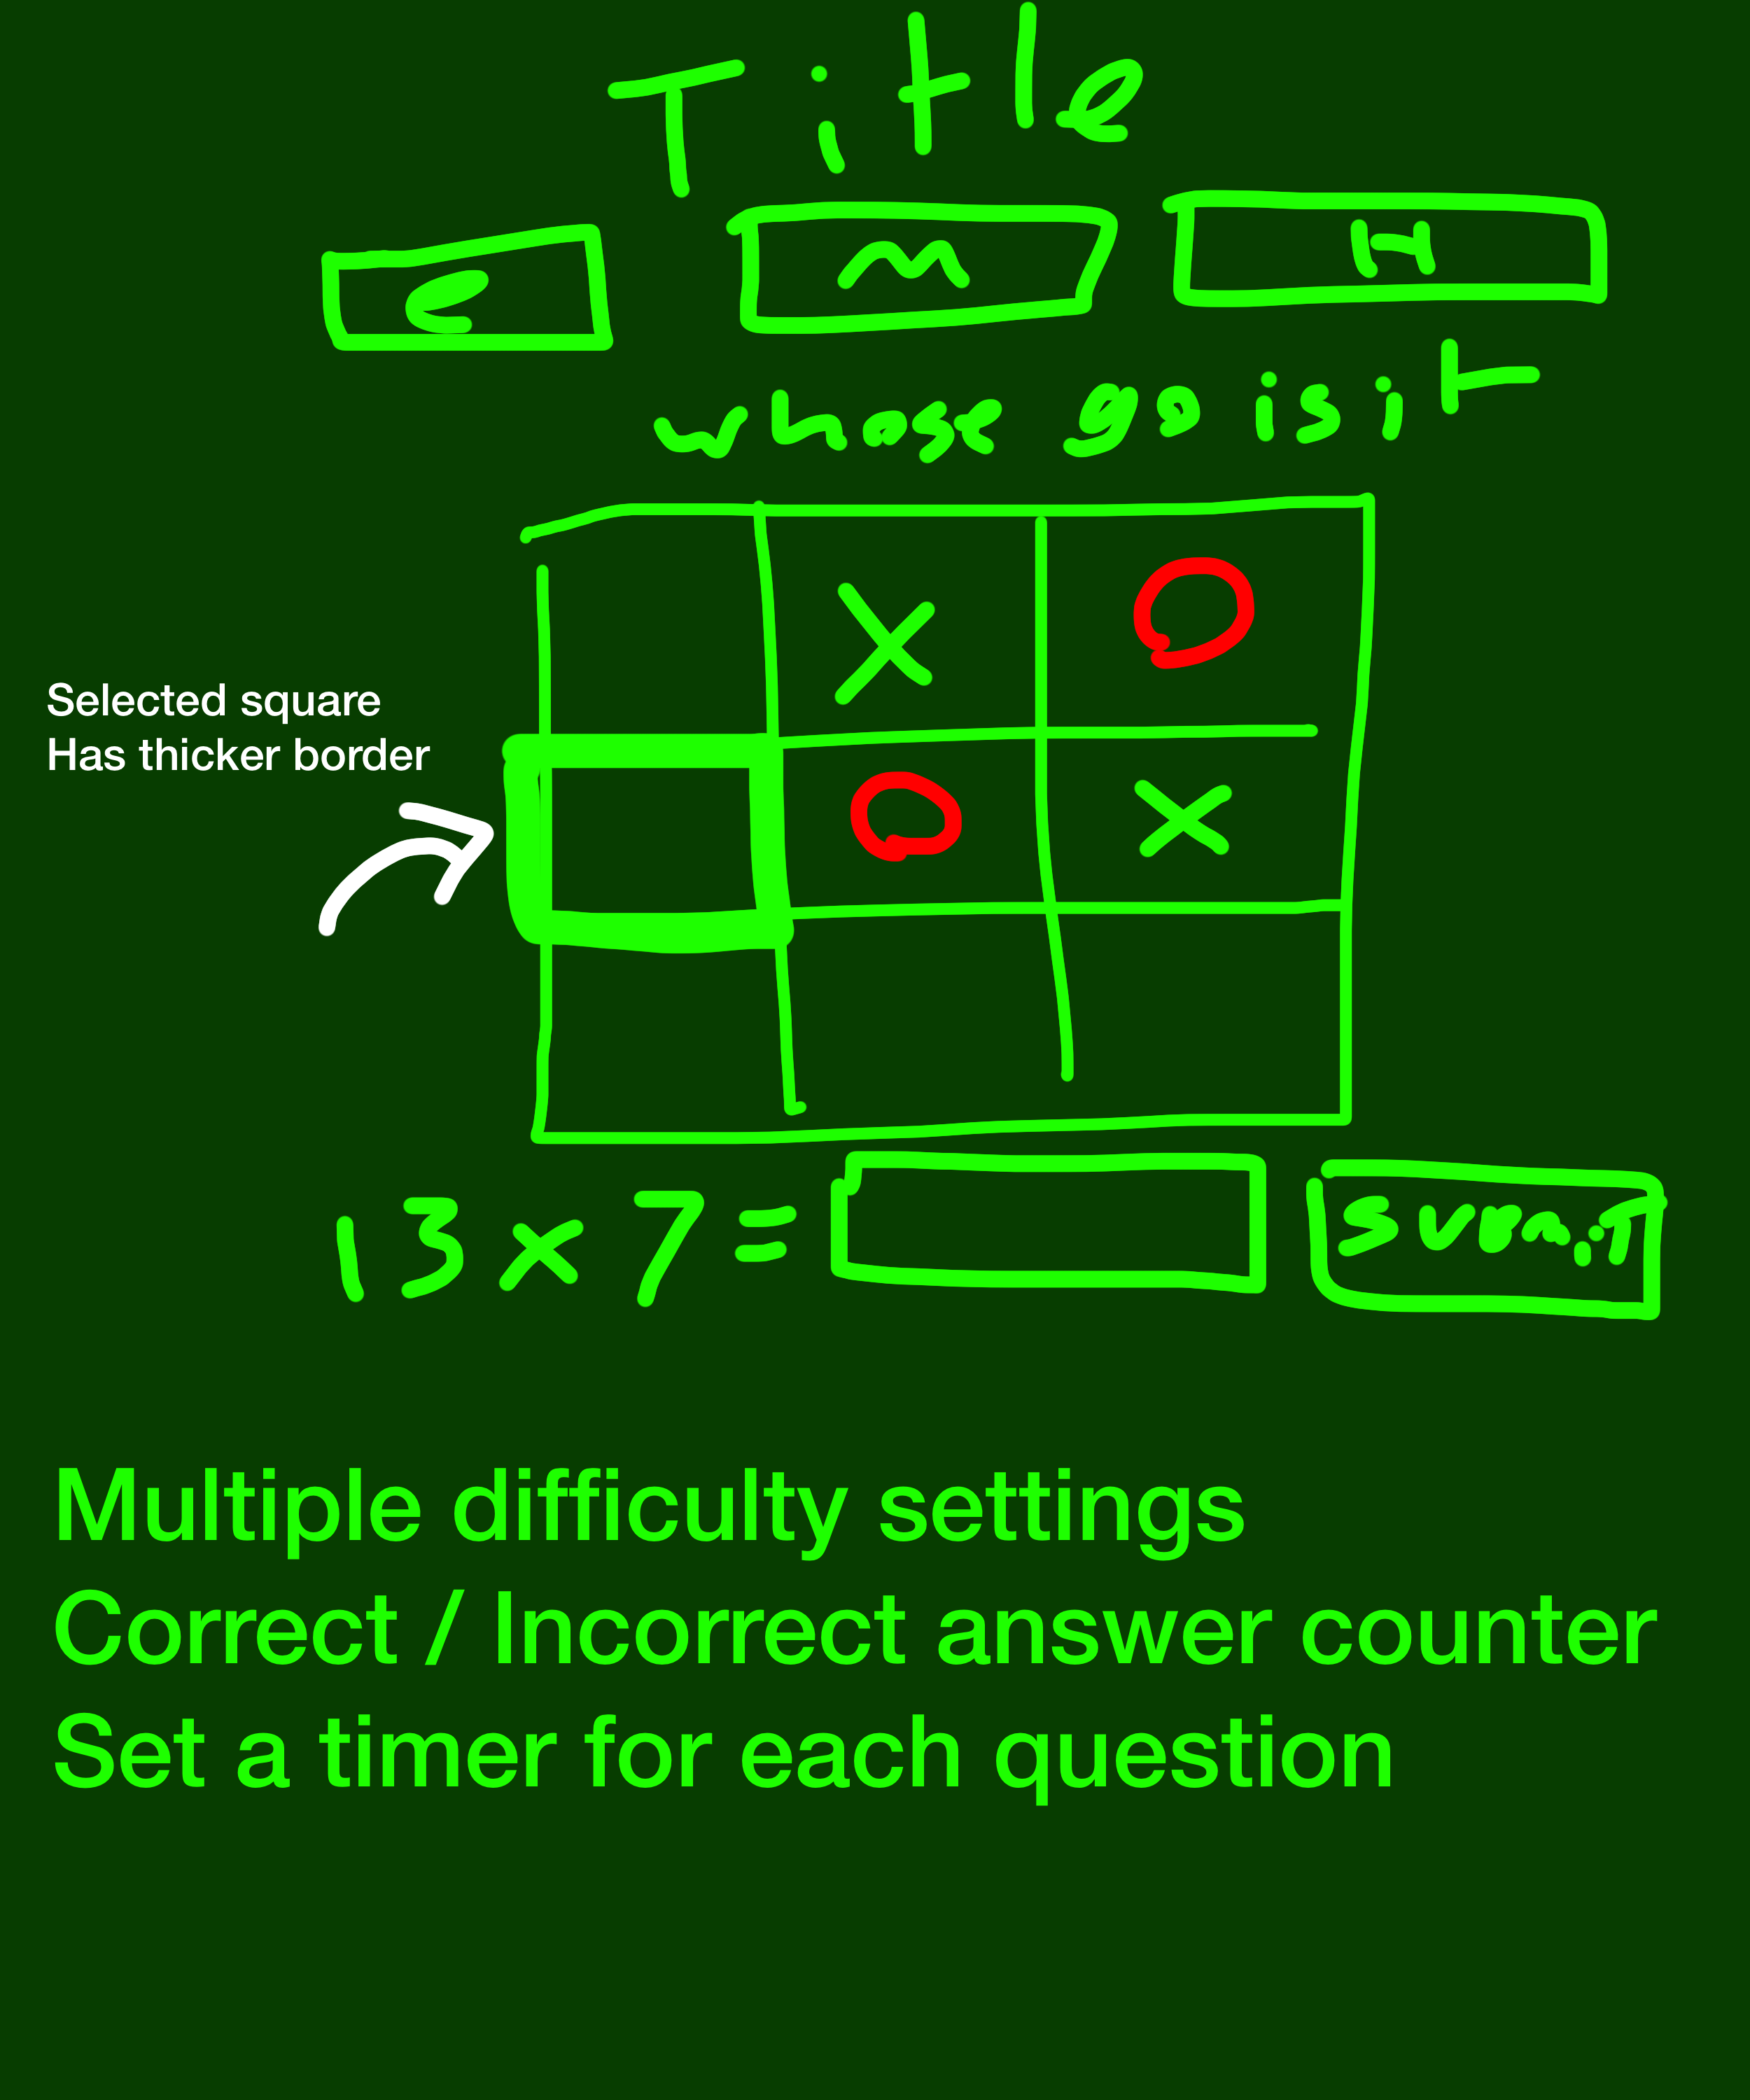 Title
e M H
whose go is it
X O
Selected square
Has thicker border
O X
13 x 7 = submit
Multiple difficulty settings
Correct / Incorrect answer counter
Set a timer for each question